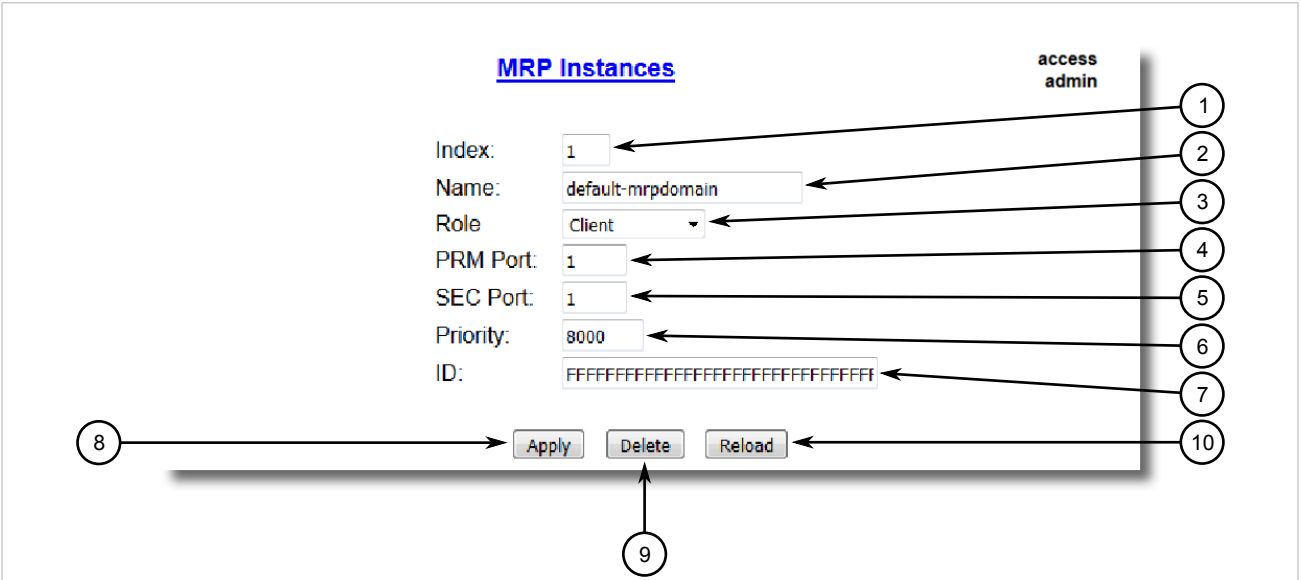 MRP Instances
access
admin
1
Index: 1
2
Name: default-mrpdomain
3
Role Client
4
PRM Port: 1
5
SEC Port: 1
6
Priority: 8000
7
ID: FFFFFFFFFFFFFFFFFFFFFFFFFFFFFFFF
8
Apply Delete Reload
10
9